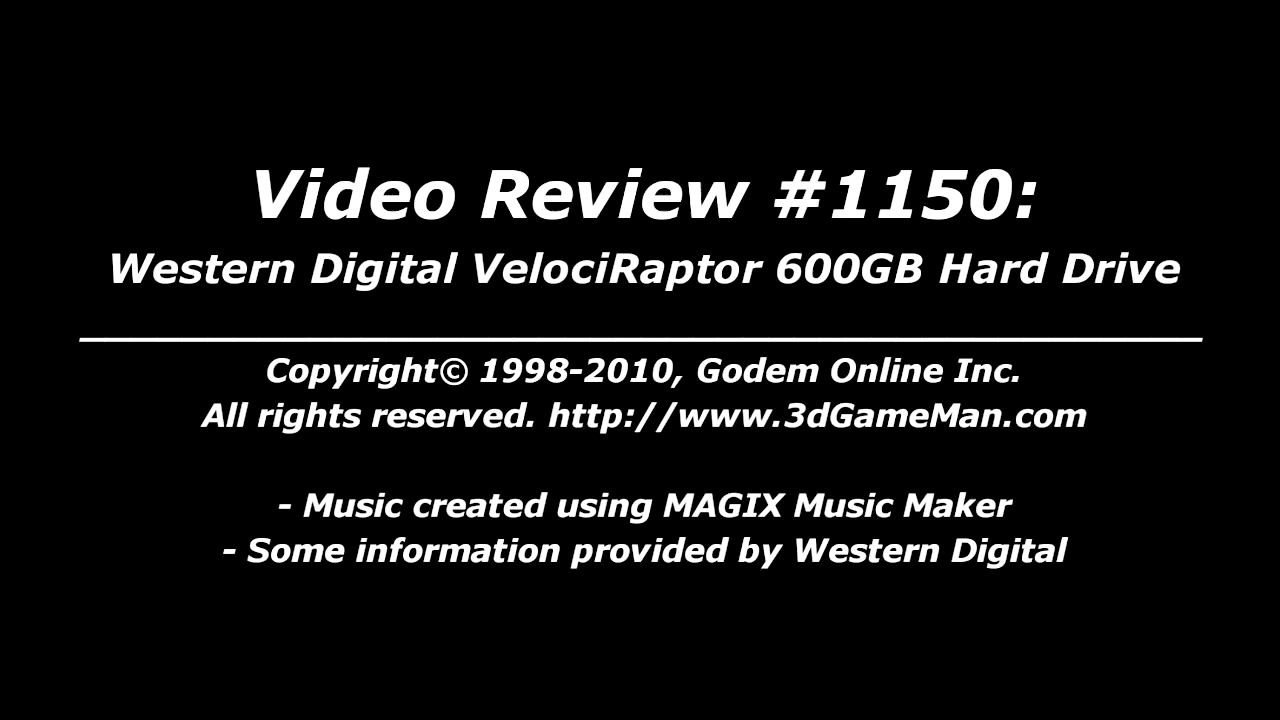 Video Review #1150:
Western Digital VelociRaptor 600GB Hard Drive
Copyright© 1998-2010, Godem Online Inc.
All rights reserved. http://www.3dGameMan.com
- Music created using MAGIX Music Maker
- Some information provided by Western Digital